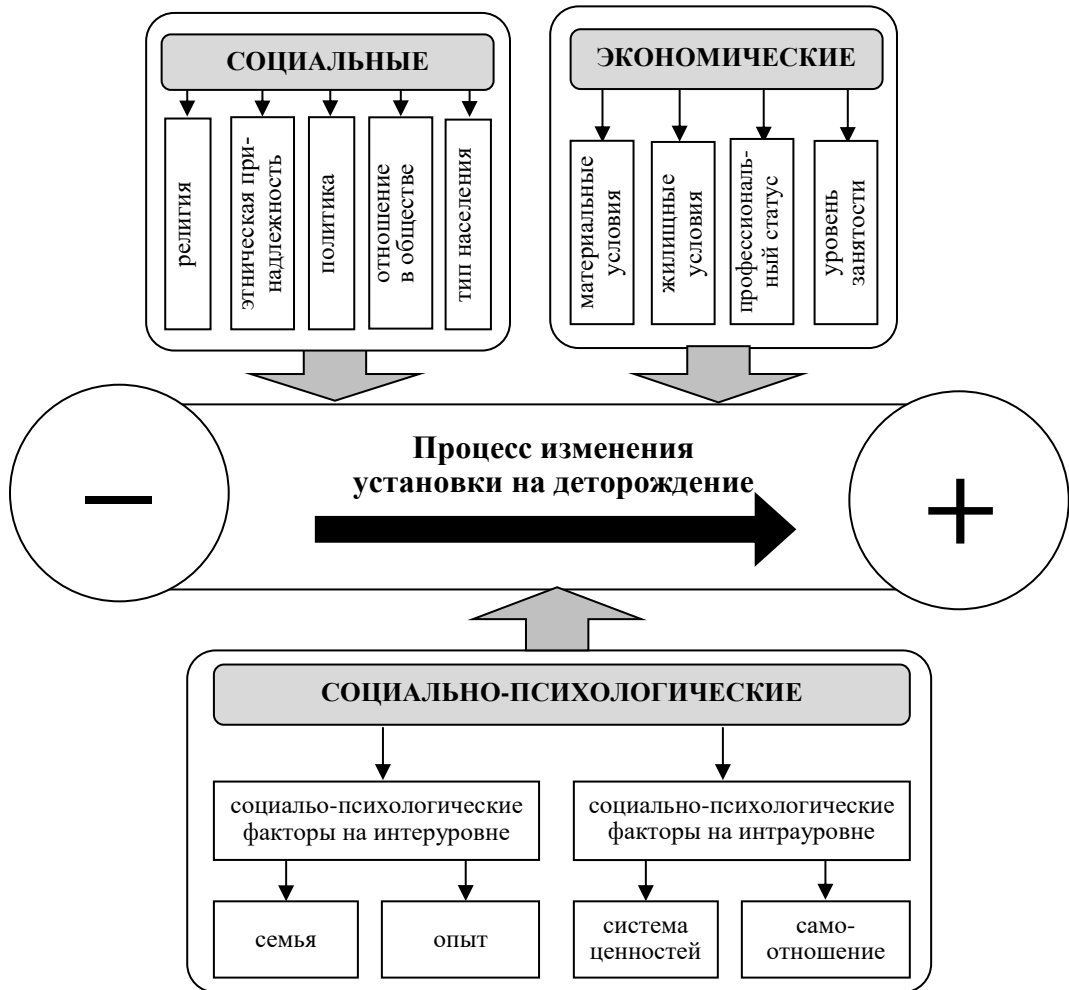 СОЦИАЛЬНЫЕ
религия
этническая при-
надлежность
политика
отношение
в обществе
тип населения
ЭКОНОМИЧЕСКИЕ
материальные
условия
жилищные
условия
профессиональ-
ный статус
уровень
занятости
Процесс изменения
установки на деторождение
−
+
СОЦИАЛЬНО-ПСИХОЛОГИЧЕСКИЕ
социальо-психологические
факторы на интеруровне
социально-психологические
факторы на интрауровне
семья
опыт
система
ценностей
само-
отношение